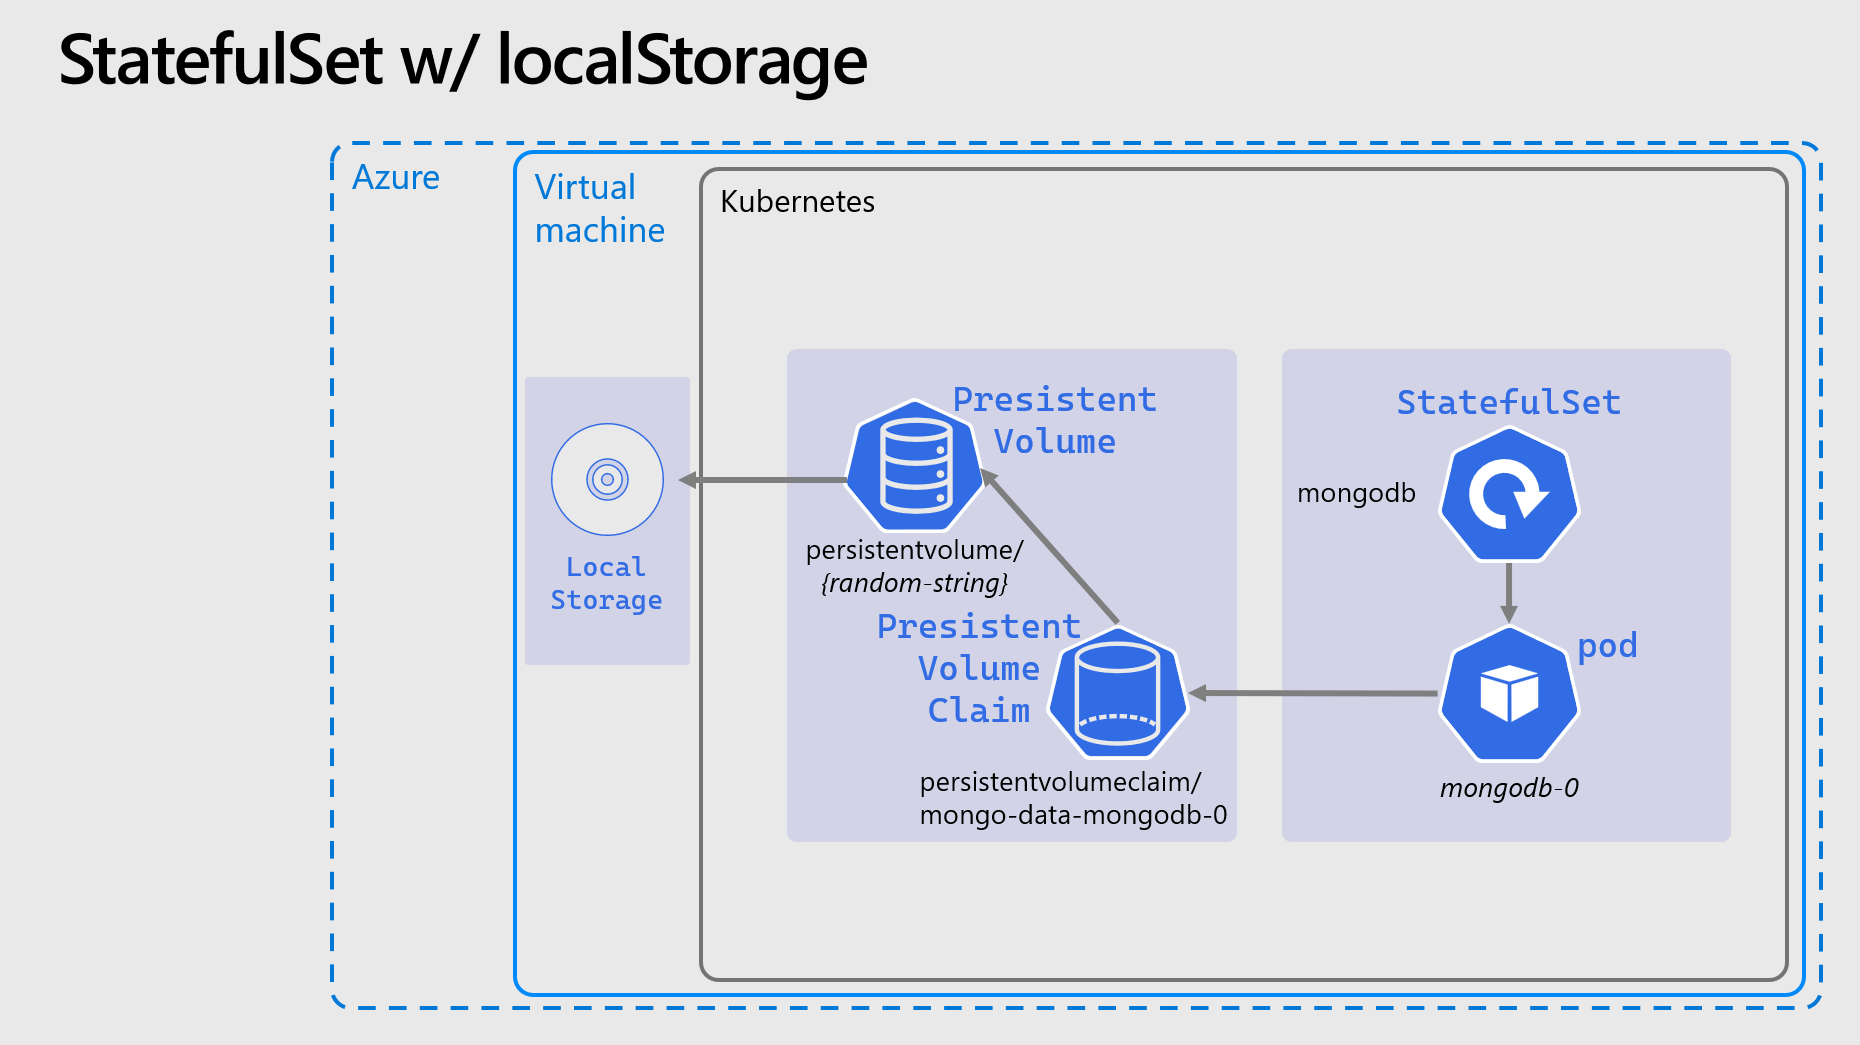 StatefulSet w/ localStorage
Azure
Virtual
machine
Kubernetes
Local
Storage
Presistent
Volume
persistentvolume/
{random-string}
Presistent
Volume
Claim
persistentvolumeclaim/
mongo-data-mongodb-0
StatefulSet
mongodb
pod
mongodb-0